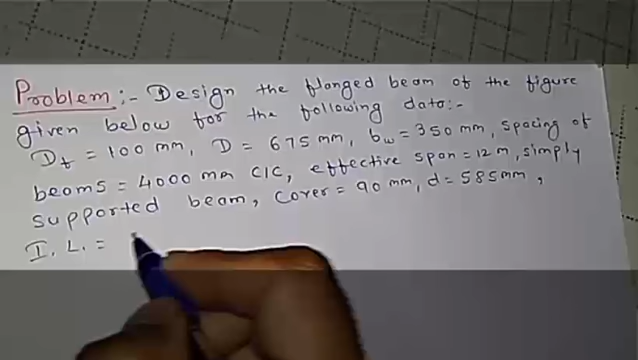 Problem:- Design the flanged beam of the figure
given below for the following data:-
Df = 100 mm, D = 675 mm, bw = 350 mm, spacing of
beams = 4000 mm C/C, effective span = 12 m, simply
supported beam, cover = 90 mm, d = 585 mm,
I. L. =